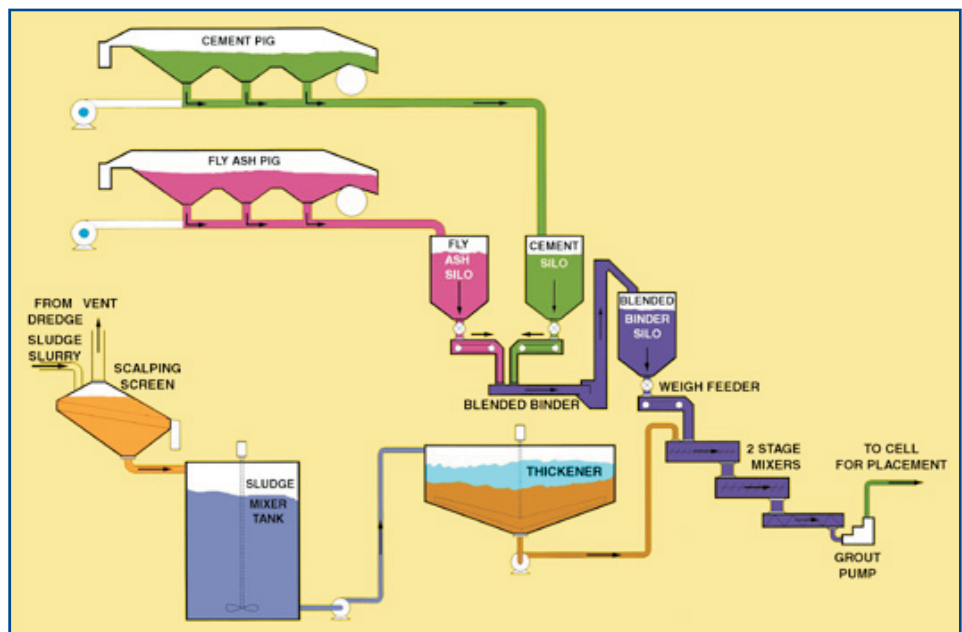 CEMENT PIG
FLY ASH PIG
FLY
ASH
SILO
CEMENT
SILO
BLENDED
BINDER
SILO
FROM
DREDGE
VENT
SLUDGE
SLURRY
SCALPING
SCREEN
BLENDED BINDER
WEIGH FEEDER
SLUDGE
MIXER
TANK
THICKENER
2 STAGE
MIXERS
TO CELL
FOR PLACEMENT
GROUT
PUMP